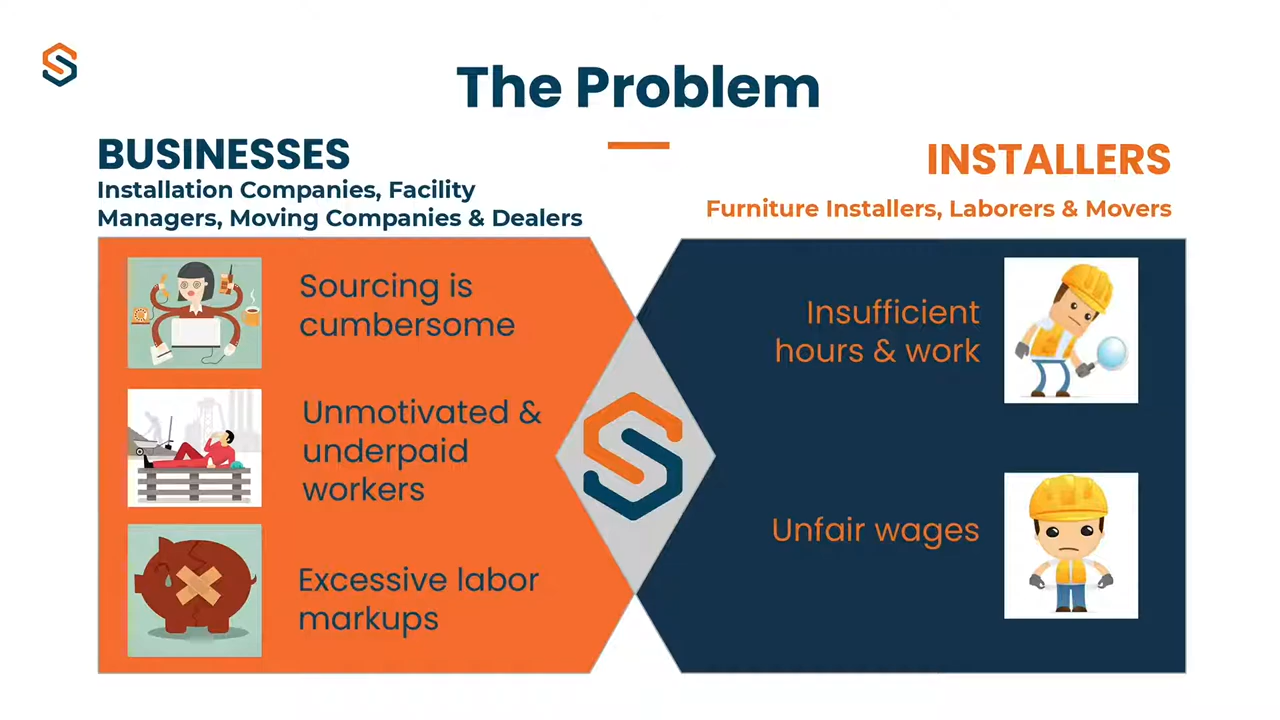 The Problem
BUSINESSES
Installation Companies, Facility
Managers, Moving Companies & Dealers
Sourcing is
cumbersome
Unmotivated &
underpaid
workers
Excessive labor
markups
INSTALLERS
Furniture Installers, Laborers & Movers
Insufficient
hours & work
Unfair wages